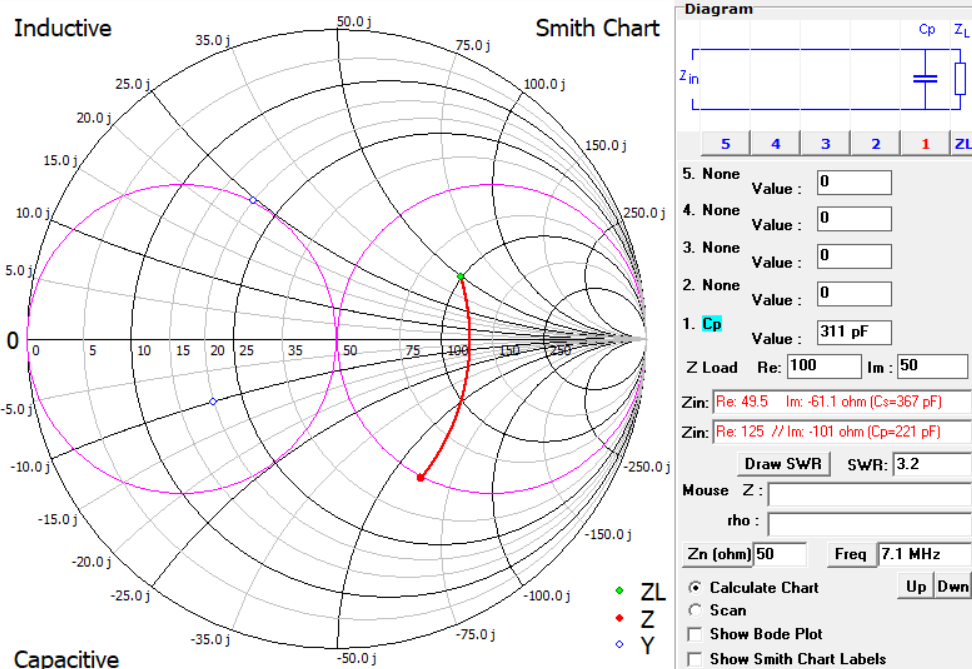 Inductive
Smith Chart
50.0 j
35.0 j
75.0 j
25.0 j
100.0 j
20.0 j
150.0 j
15.0 j
10.0 j
250.0 j
5.0 j
0
0 5 10 15 20 25 35 50 75 100 150 250
-5.0 j
-10.0 j
-250.0 j
-15.0 j
-150.0 j
-20.0 j
-25.0 j
-100.0 j
-35.0 j
-75.0 j
-50.0 j
ZL
Z
Y
Capacitive
Diagram
Cp ZL
Zin
5 4 3 2 1 ZL
5. None Value : 0
4. None Value : 0
3. None Value : 0
2. None Value : 0
1. Cp Value : 311 pF
Z Load Re: 100 Im : 50
Zin: Re: 49.5 Im: -61.1 ohm (Cs=367 pF)
Zin: Re: 125 // Im: -101 ohm (Cp=221 pF)
Draw SWR SWR: 3.2
Mouse Z :
rho :
Zn (ohm) 50 Freq 7.1 MHz
Calculate Chart Up Dwn
Scan
Show Bode Plot
Show Smith Chart Labels